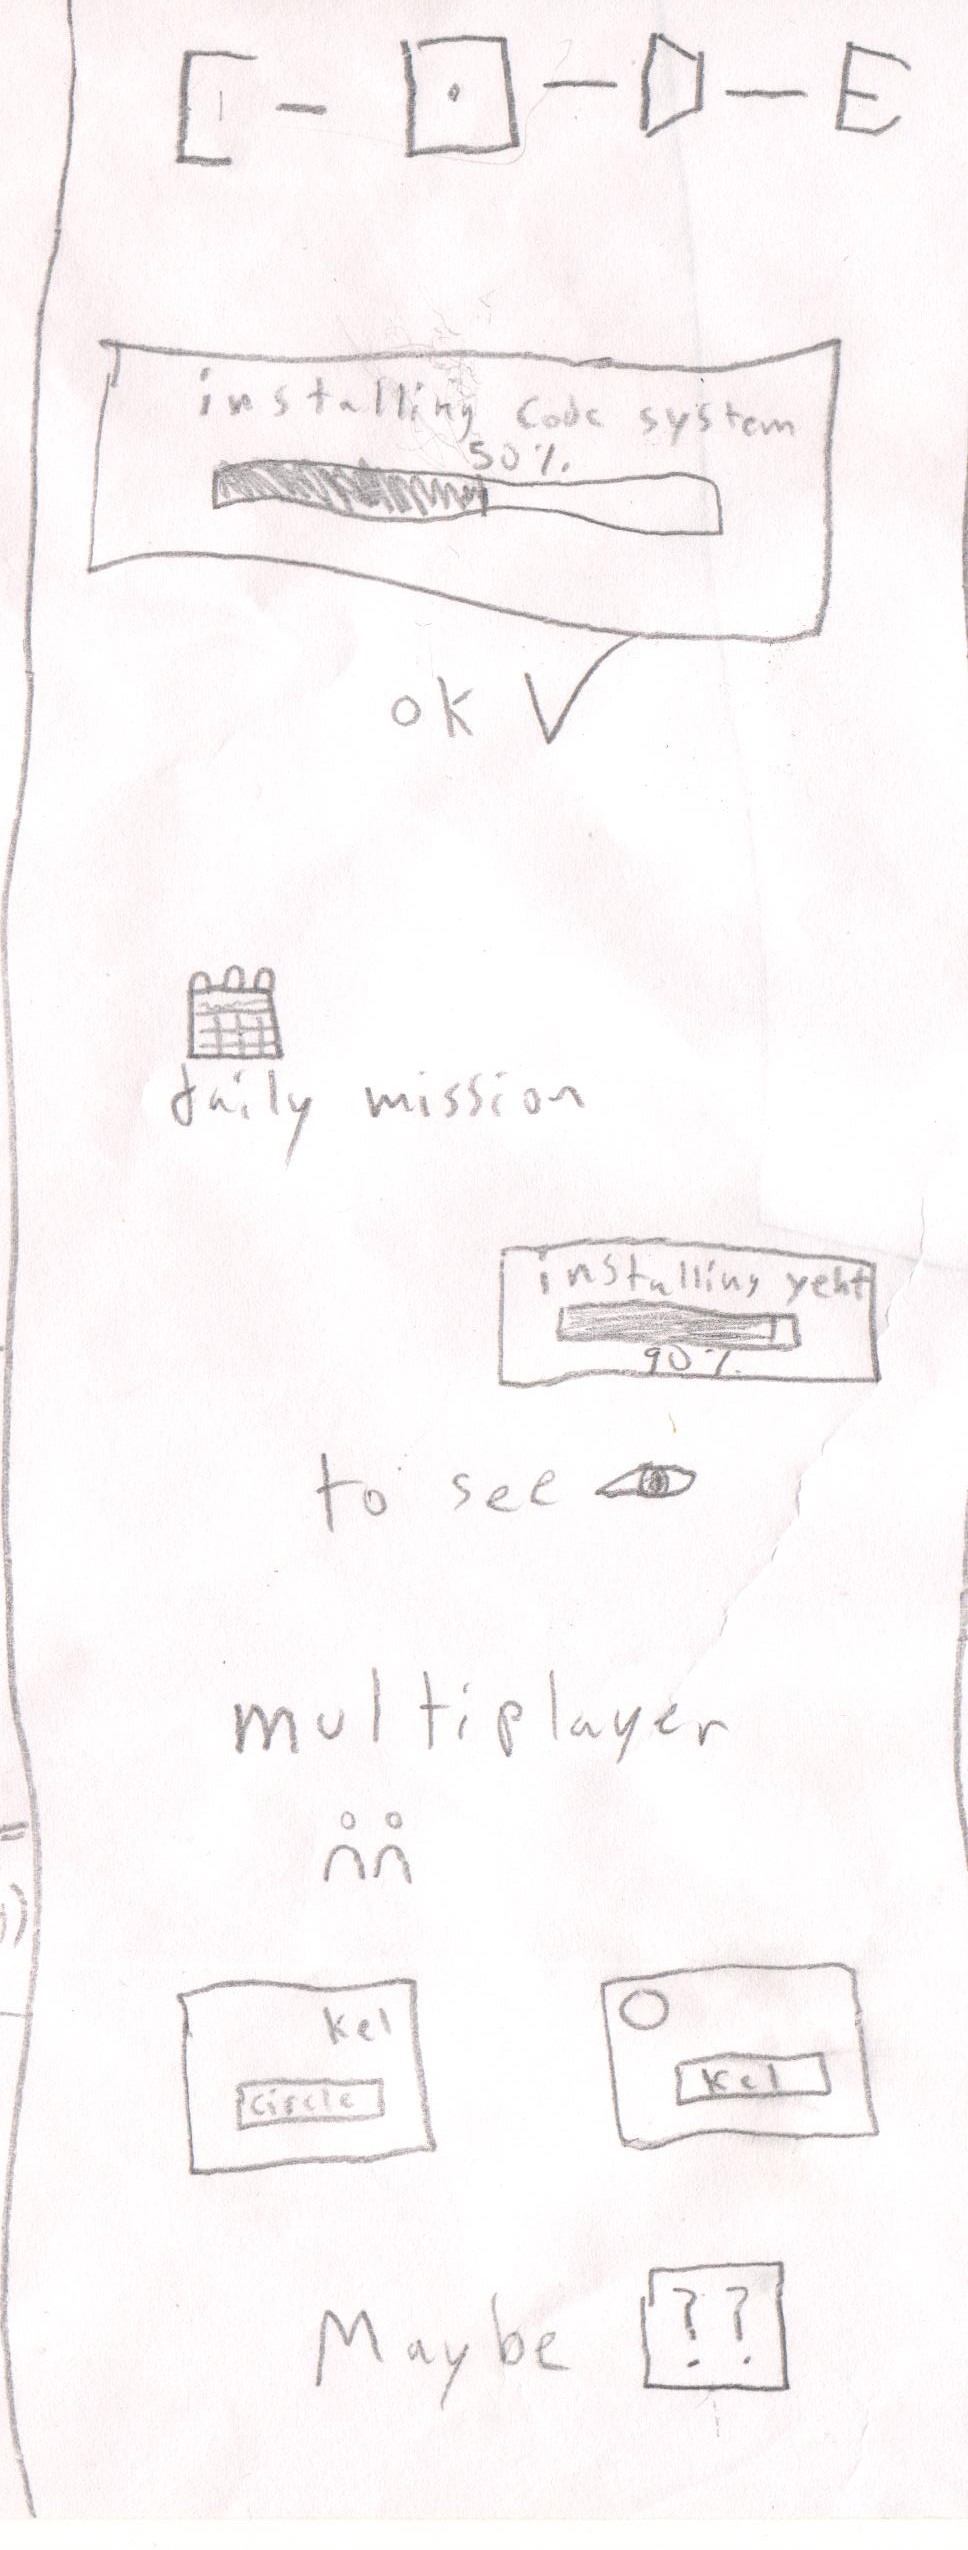 C - O - D - E
installing Code system
50%
ok
daily mission
installing yeht
90%
to see
multiplayer
Kel
Circle
Kel
Maybe ??